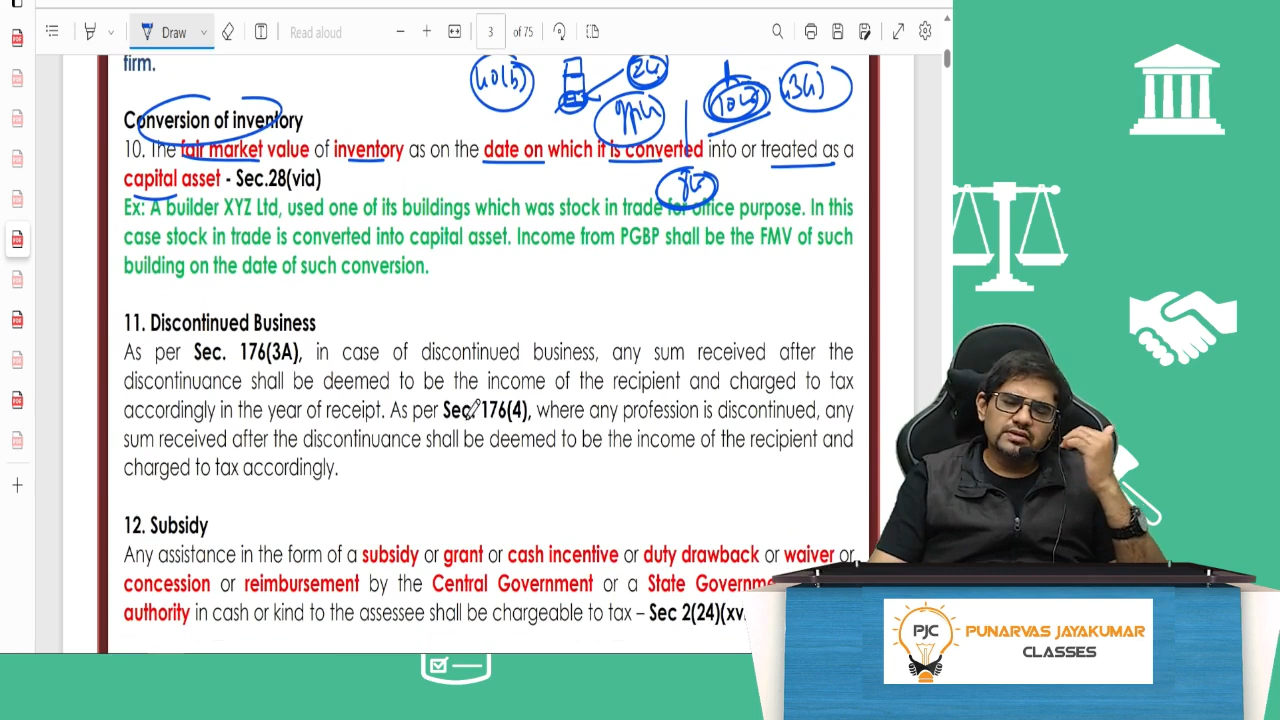 Draw
Read aloud
3
of 75
firm.
40(b)
Conversion of inventory
10. The fair market value of inventory as on the date on which it is converted into or treated as a
capital asset - Sec.28(via)
Ex: A builder XYZ Ltd, used one of its buildings which was stock in trade for office purpose. In this
case stock in trade is converted into capital asset. Income from PGBP shall be the FMV of such
building on the date of such conversion.
11. Discontinued Business
As per Sec. 176(3A), in case of discontinued business, any sum received after the
discontinuance shall be deemed to be the income of the recipient and charged to tax
accordingly in the year of receipt. As per Sec. 176(4), where any profession is discontinued, any
sum received after the discontinuance shall be deemed to be the income of the recipient and
charged to tax accordingly.
12. Subsidy
Any assistance in the form of a subsidy or grant or cash incentive or duty drawback or waiver or
concession or reimbursement by the Central Government or a State
authority in cash or kind to the assessee shall be chargeable to tax – Sec 2(24)
PJC
PUNARVAS JAYAKUMAR
CLASSES